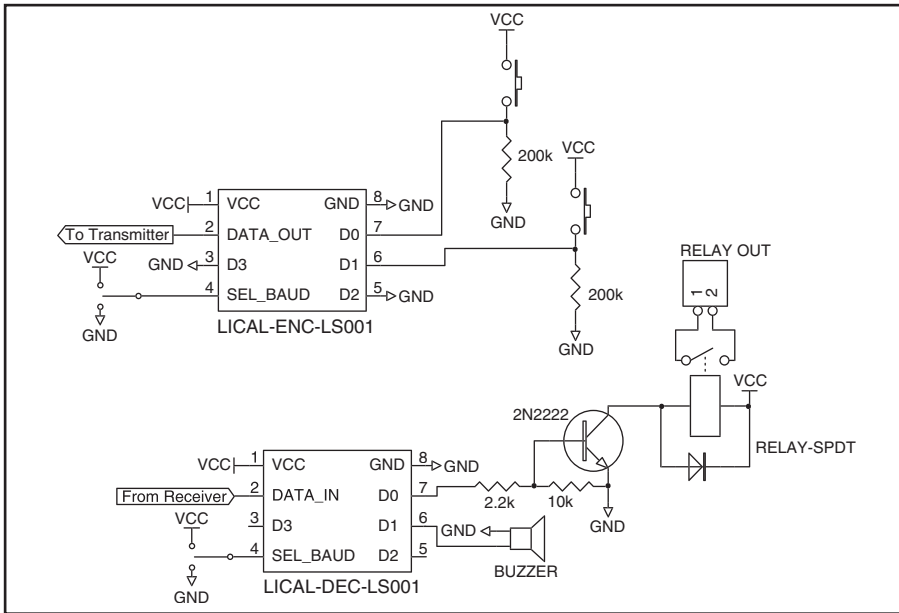 VCC
200k
GND
VCC
200k
GND
VCC 1 VCC GND 8 GND
To Transmitter 2 DATA_OUT D0 7
GND 3 D3 D1 6
VCC
4 SEL_BAUD D2 5 GND
GND
LICAL-ENC-LS001
RELAY OUT
1 2
VCC
RELAY-SPDT
2N2222
2.2k 10k
GND
VCC 1 VCC GND 8 GND
From Receiver 2 DATA_IN D0 7
3 D3 D1 6 GND
VCC
4 SEL_BAUD D2 5
BUZZER
GND
LICAL-DEC-LS001